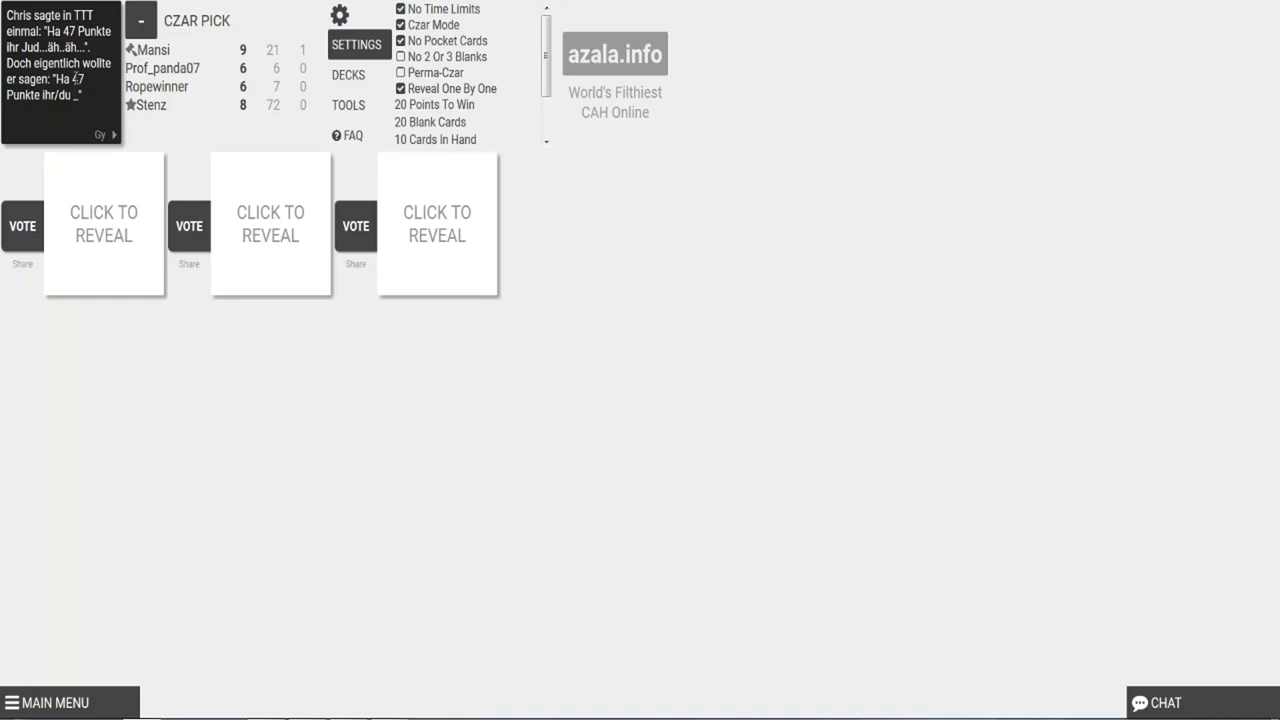 Chris sagte in TTT
einmal: "Ha 47 Punkte
ihr Jud...äh..äh...".
Doch eigentlich wollte
er sagen: "Ha 47
Punkte ihr/du _"
Gy
-
CZAR PICK
Mansi 9 21 1
Prof_panda07 6 6 0
Ropewinner 6 7 0
Stenz 8 72 0
SETTINGS
DECKS
TOOLS
FAQ
No Time Limits
Czar Mode
No Pocket Cards
No 2 Or 3 Blanks
Perma-Czar
Reveal One By One
20 Points To Win
20 Blank Cards
10 Cards In Hand
azala.info
World's Filthiest
CAH Online
VOTE
Share
CLICK TO
REVEAL
VOTE
Share
CLICK TO
REVEAL
VOTE
Share
CLICK TO
REVEAL
MAIN MENU
CHAT